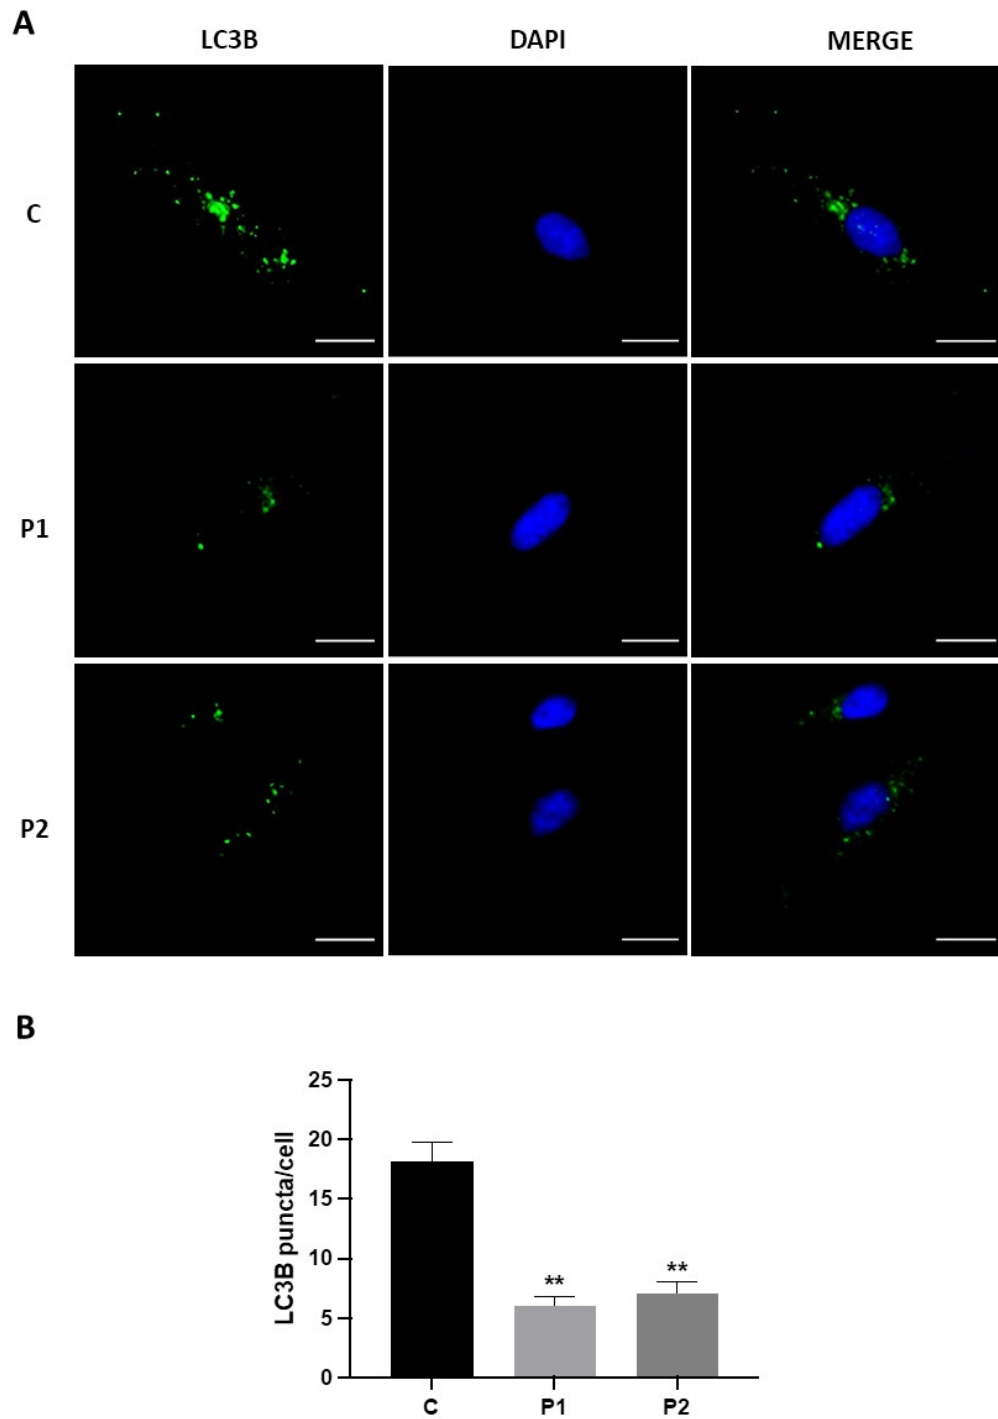 A
LC3B DAPI MERGE
C
P1
P2
B
LC3B puncta/cell
25
20
15
10
5
0
** **
C P1 P2